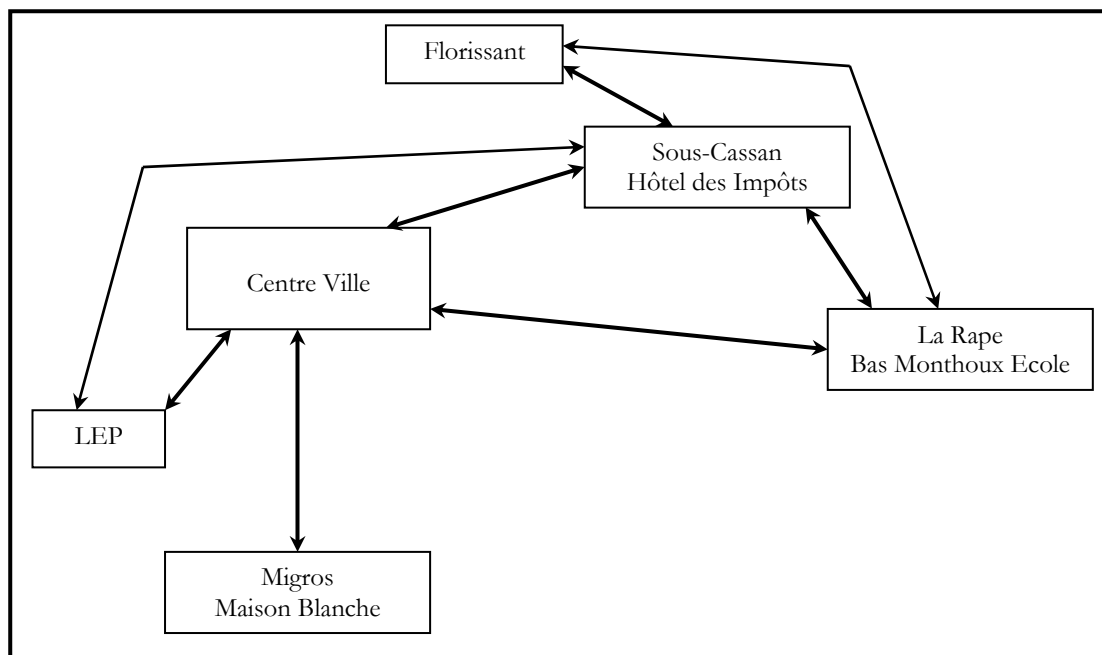 Florissant
Sous-Cassan
Hôtel des Impôts
Centre Ville
La Rape
Bas Monthoux Ecole
LEP
Migros
Maison Blanche